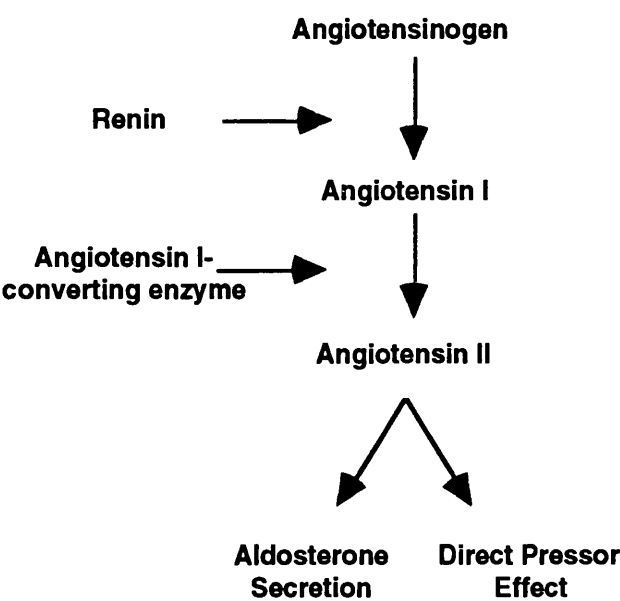 Angiotensinogen
Renin
Angiotensin I
Angiotensin I-
converting enzyme
Angiotensin II
Aldosterone
Secretion
Direct Pressor
Effect